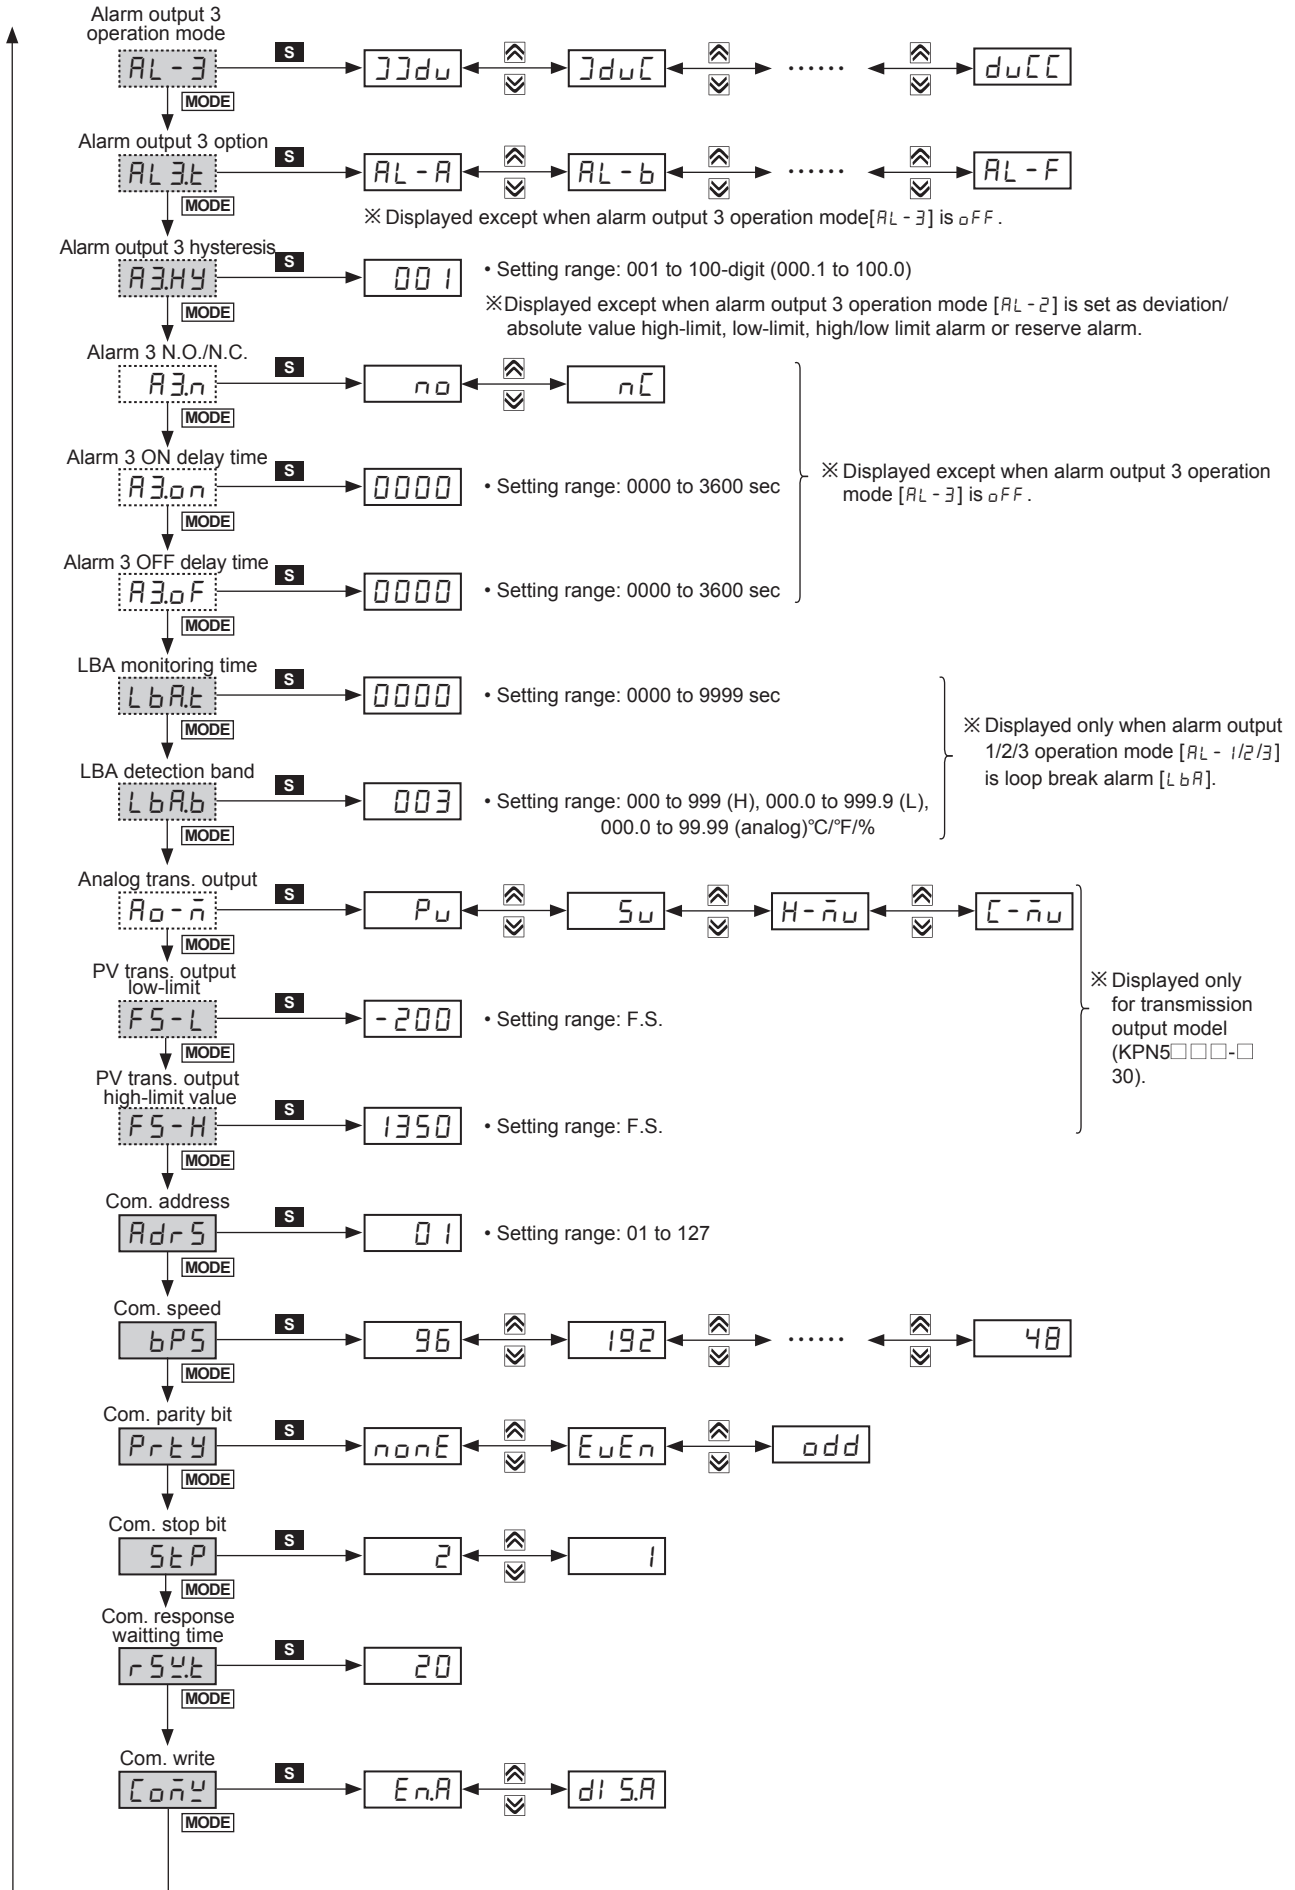 Alarm output 3
operation mode
AL-3 S ]]du ]duC ...... duCC
MODE
Alarm output 3 option
AL3.t S AL-A AL-b ...... AL-F
MODE
※ Displayed except when alarm output 3 operation mode[AL-3] is oFF.
Alarm output 3 hysteresis
A3.HY S 001 • Setting range: 001 to 100-digit (000.1 to 100.0)
MODE
※Displayed except when alarm output 3 operation mode [AL-2] is set as deviation/
absolute value high-limit, low-limit, high/low limit alarm or reserve alarm.
Alarm 3 N.O./N.C.
A3.n S no nC
MODE
Alarm 3 ON delay time
A3.on S 0000 • Setting range: 0000 to 3600 sec
MODE
※ Displayed except when alarm output 3 operation
mode [AL-3] is oFF.
Alarm 3 OFF delay time
A3.oF S 0000 • Setting range: 0000 to 3600 sec
MODE
LBA monitoring time
LbA.t S 0000 • Setting range: 0000 to 9999 sec
MODE
※ Displayed only when alarm output
1/2/3 operation mode [AL-1/2/3]
is loop break alarm [LbA].
LBA detection band
LbA.b S 003 • Setting range: 000 to 999 (H), 000.0 to 999.9 (L),
000.0 to 99.99 (analog)°C/°F/%
MODE
Analog trans. output
Ao-m S Pv Sv H-mv C-mv
MODE
※ Displayed only
for transmission
output model
(KPN5□□□-□
30).
PV trans. output
low-limit
FS-L S -200 • Setting range: F.S.
MODE
PV trans. output
high-limit value
FS-H S 1350 • Setting range: F.S.
MODE
Com. address
AdrS S 01 • Setting range: 01 to 127
MODE
Com. speed
bPS S 96 192 ...... 48
MODE
Com. parity bit
PrtY S nonE EvEn odd
MODE
Com. stop bit
StP S 2 1
MODE
Com. response
waitting time
rSW.t S 20
MODE
Com. write
ComW S En.A dIS.A
MODE